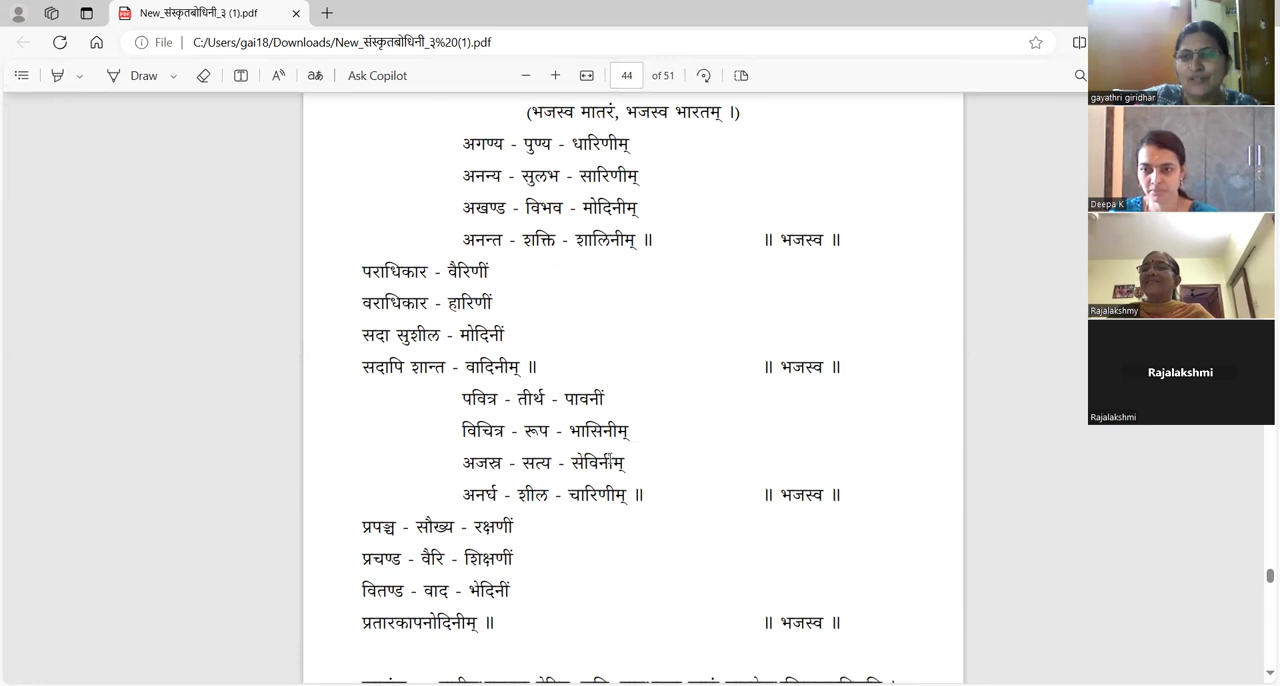 New_संस्कृतबोधिनी_३ (1).pdf
File | C:/Users/gai18/Downloads/New_संस्कृतबोधिनी_३%20(1).pdf
Draw
Ask Copilot
44 of 51
(भजस्व मातरं, भजस्व भारतम् ।)
अगण्य - पुण्य - धारिणीम्
अनन्य - सुलभ - सारिणीम्
अखण्ड - विभव - मोदिनीम्
अनन्त - शक्ति - शालिनीम् ॥ ॥ भजस्व ॥
पराधिकार - वैरिणीं
वराधिकार - हारिणीं
सदा सुशील - मोदिनीं
सदापि शान्त - वादिनीम् ॥ ॥ भजस्व ॥
पवित्र - तीर्थ - पावनीं
विचित्र - रूप - भासिनीम्
अजस्र - सत्य - सेविनीम्
अनर्घ - शील - चारिणीम् ॥ ॥ भजस्व ॥
प्रपञ्च - सौख्य - रक्षणीं
प्रचण्ड - वैरि - शिक्षणीं
वितण्ड - वाद - भेदिनीं
प्रतारकापनोदिनीम् ॥ ॥ भजस्व ॥
gayathri giridhar
Deepa K
Rajalakshmy
Rajalakshmi
Rajalakshmi